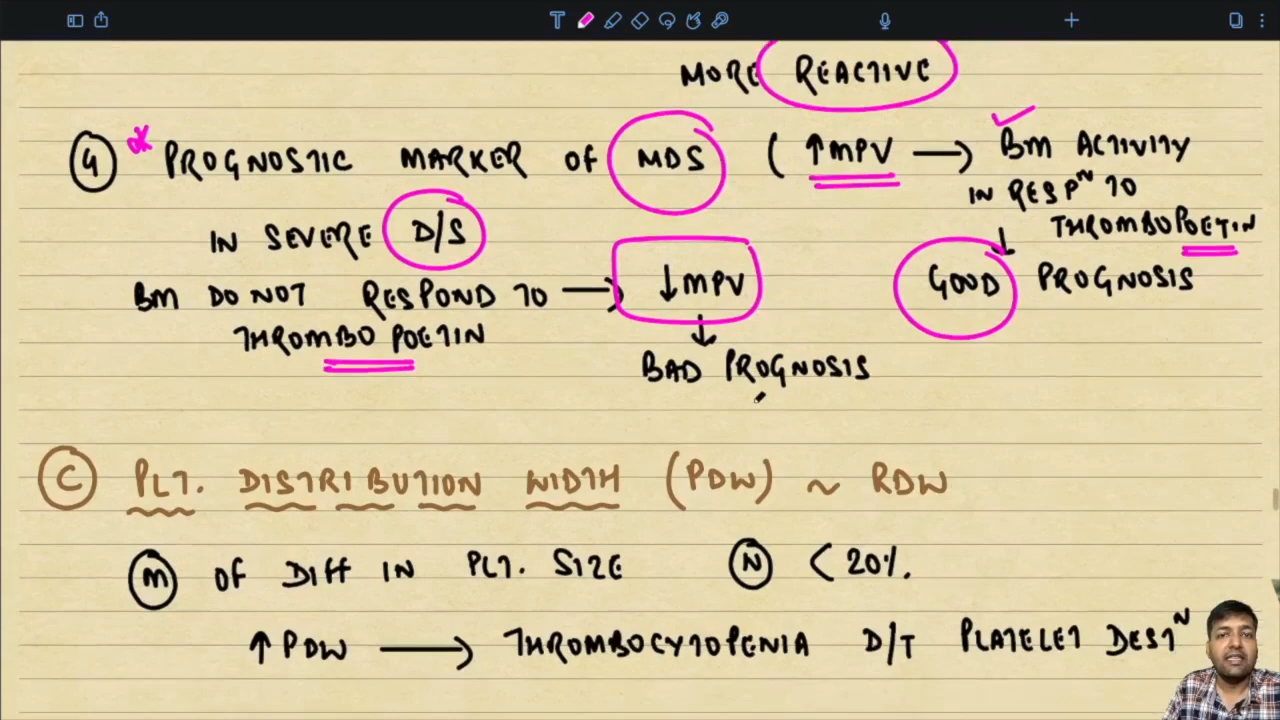 MORE REACTIVE
④ * PROGNOSTIC MARKER OF MDS ( ↑MPV → BM ACTIVITY
IN RESPᴺ TO
THROMBOPOETIN
IN SEVERE D/S
↓
GOOD PROGNOSIS
BM DO NOT RESPOND TO → ↓MPV
THROMBO POETIN
↓
BAD PROGNOSIS
Ⓒ PLT. DISTRIBUTION WIDTH (PDW) ~ RDW
Ⓜ OF DIFF IN PLT. SIZE Ⓝ < 20%.
↑ PDW → THROMBOCYTOPENIA D/T PLATELET DESTᴺ